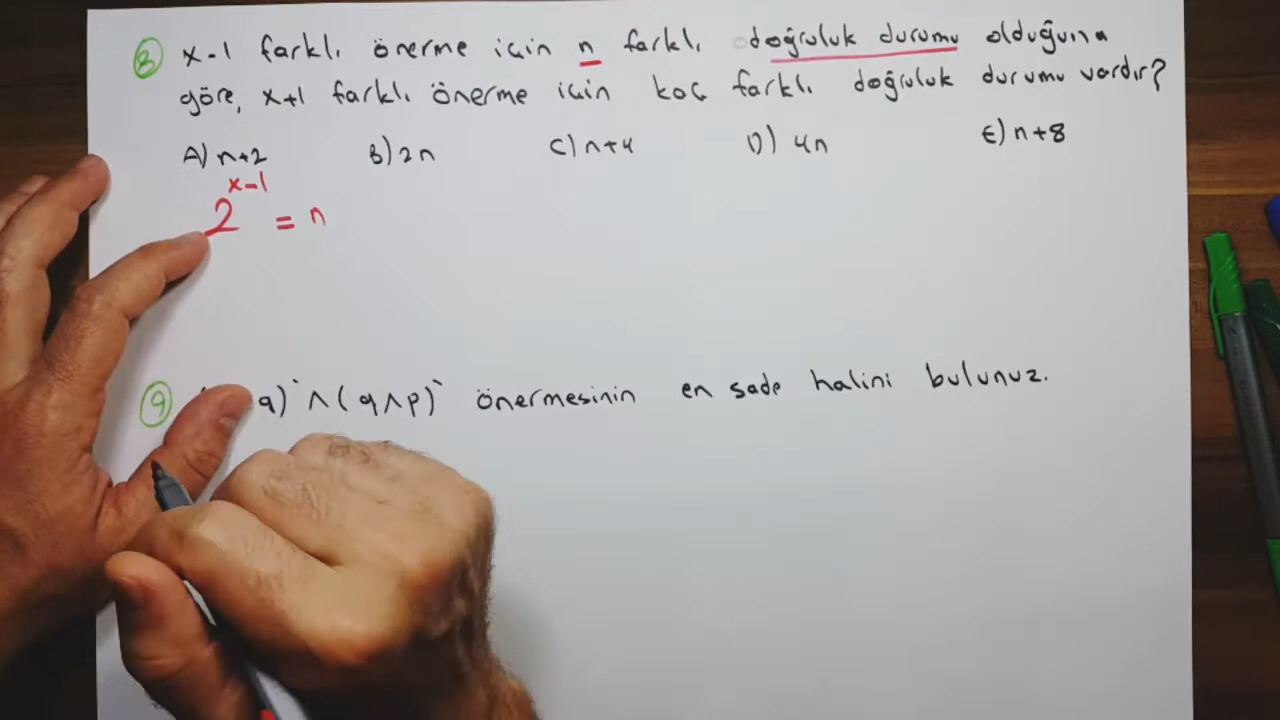 8 x-1 farklı önerme için n farklı doğruluk durumu olduğuna
göre, x+1 farklı önerme için kaç farklı doğruluk durumu vardır?
A) n+2 B) 2n C) n+4 D) 4n E) n+8
2^(x-1) = n
9 q)' ∧ (q ∧ p)' önermesinin en sade halini bulunuz.